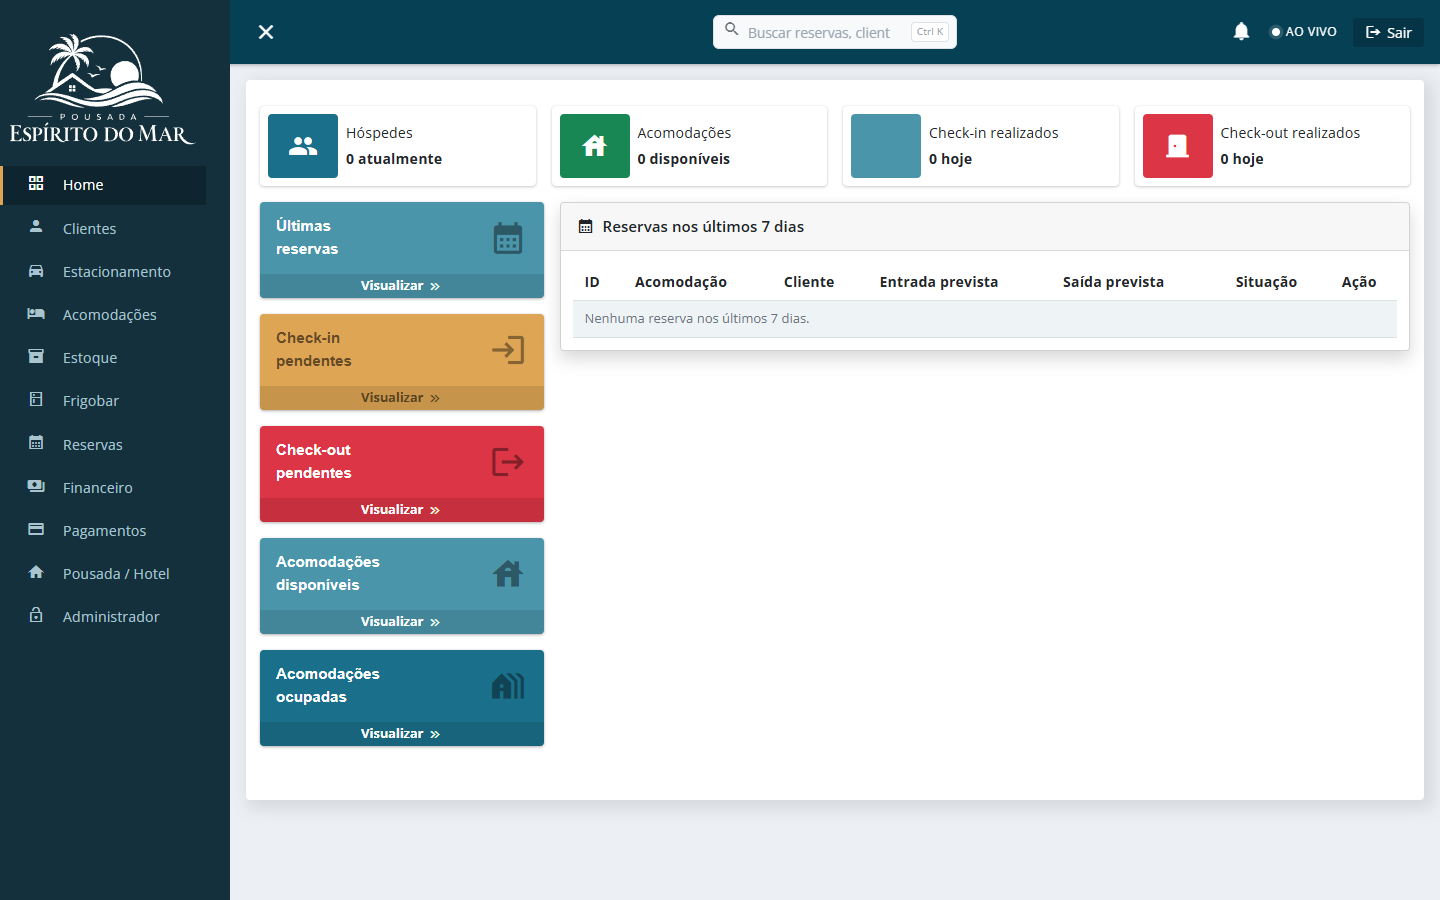 POUSADA
ESPÍRITO DO MAR
Home
Clientes
Estacionamento
Acomodações
Estoque
Frigobar
Reservas
Financeiro
Pagamentos
Pousada / Hotel
Administrador
Buscar reservas, client
Ctrl K
AO VIVO
Sair
Hóspedes
0 atualmente
Acomodações
0 disponíveis
Check-in realizados
0 hoje
Check-out realizados
0 hoje
Últimas
reservas
Visualizar »
Check-in
pendentes
Visualizar »
Check-out
pendentes
Visualizar »
Acomodações
disponíveis
Visualizar »
Acomodações
ocupadas
Visualizar »
Reservas nos últimos 7 dias
ID Acomodação Cliente Entrada prevista Saída prevista Situação Ação
Nenhuma reserva nos últimos 7 dias.